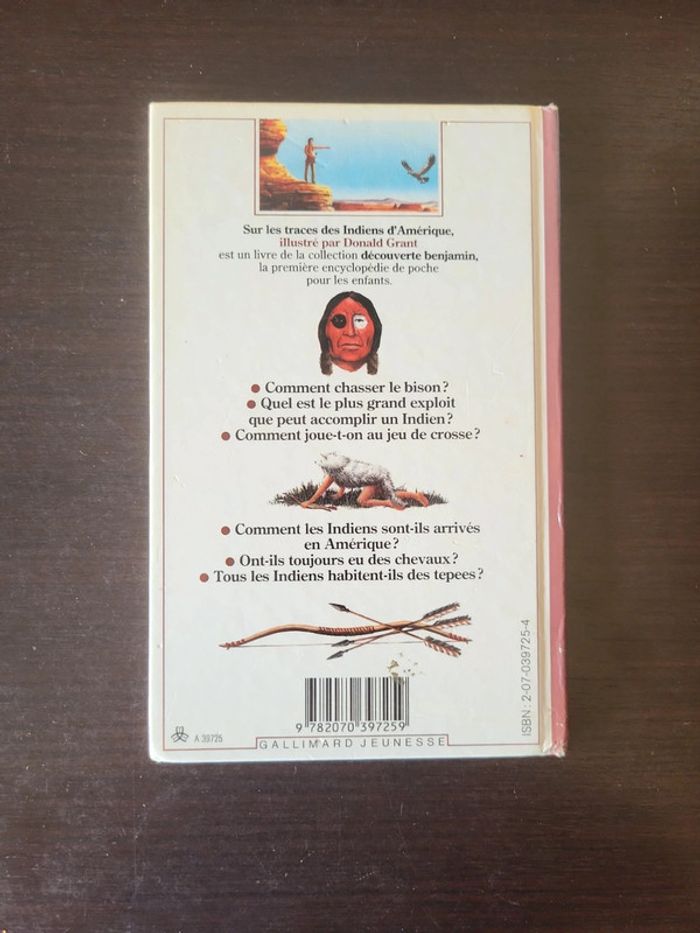 Sur les traces des Indiens d'Amérique,
illustré par Donald Grant
est un livre de la collection découverte benjamin,
la première encyclopédie de poche
pour les enfants.
● Comment chasser le bison ?
● Quel est le plus grand exploit
que peut accomplir un Indien ?
● Comment joue-t-on au jeu de crosse ?
● Comment les Indiens sont-ils arrivés
en Amérique ?
● Ont-ils toujours eu des chevaux ?
● Tous les Indiens habitent-ils des tepees ?
ISBN : 2-07-039725-4
9 782070 397259
A 39725
GALLIMARD JEUNESSE